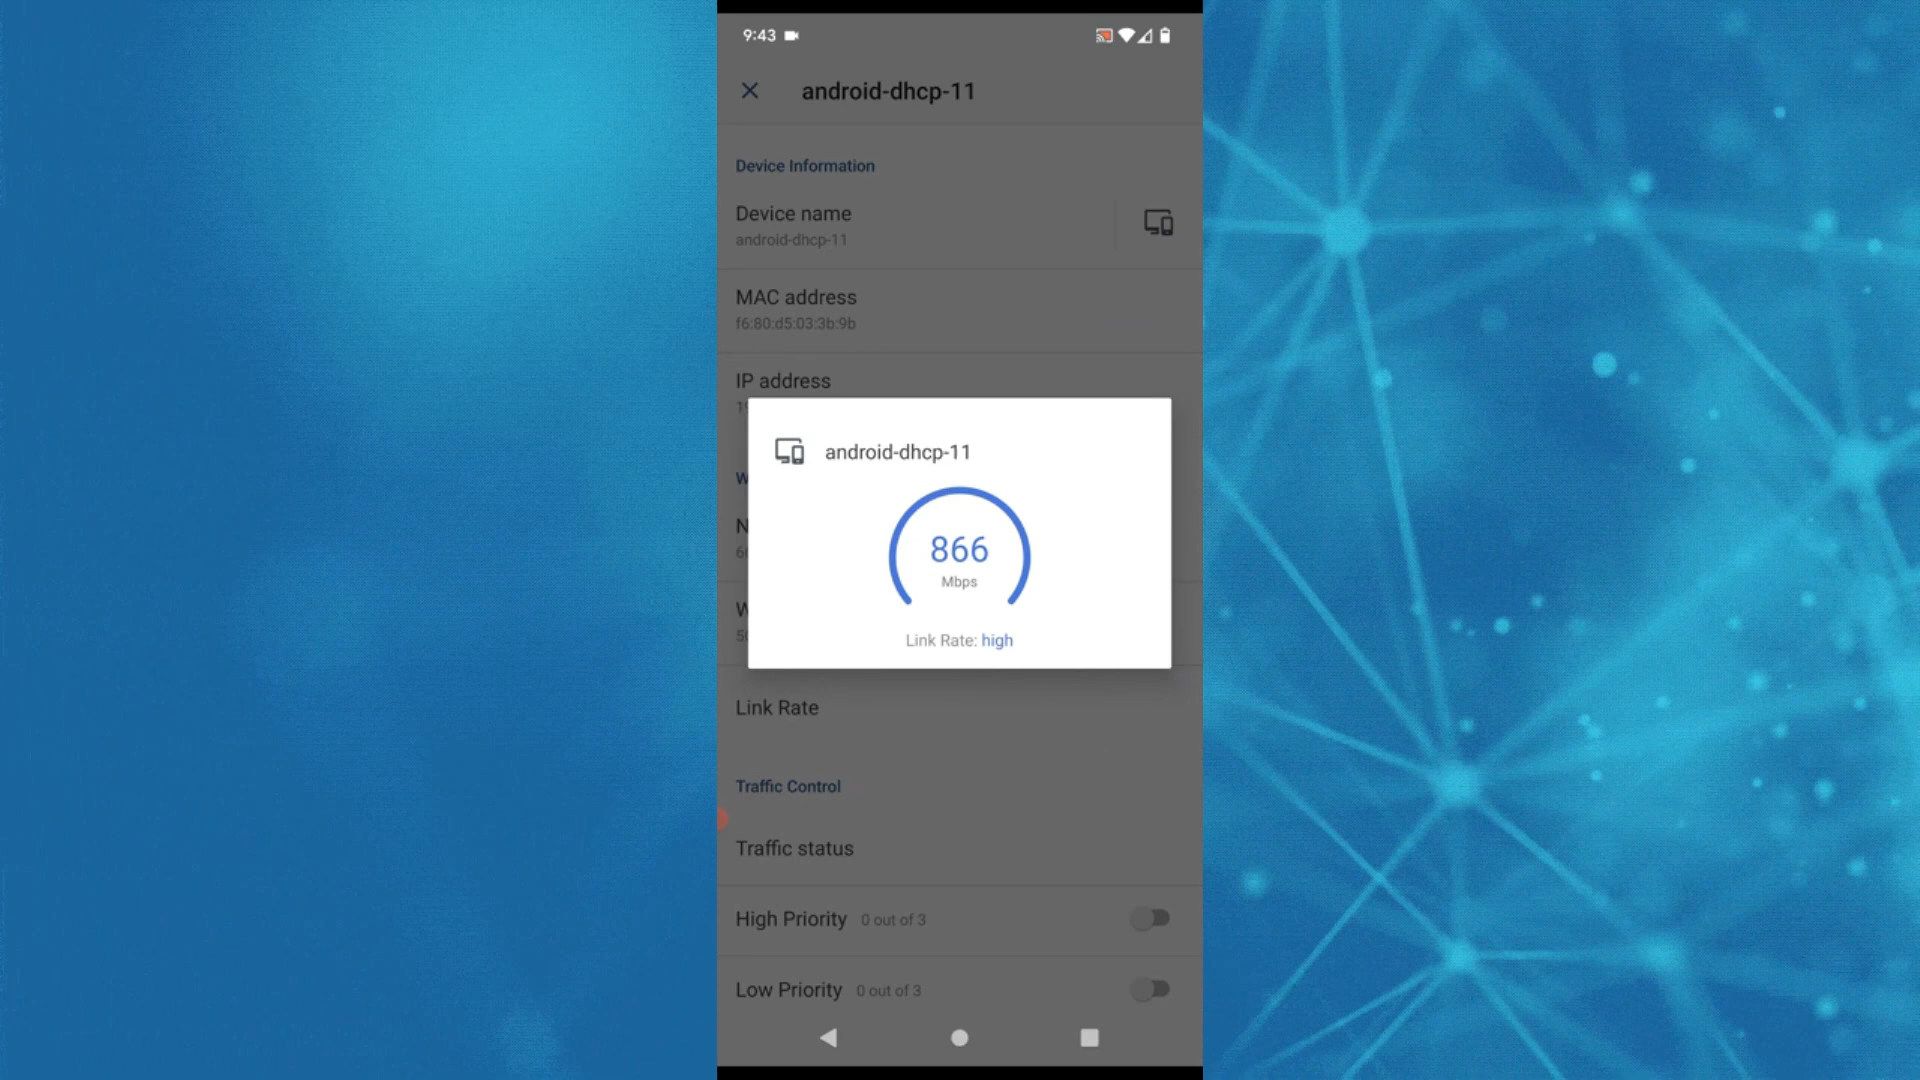 9:43
android-dhcp-11
Device Information
Device name
android-dhcp-11
MAC address
f6:80:d5:03:3b:9b
IP address
android-dhcp-11
866
Mbps
Link Rate: high
Link Rate
Traffic Control
Traffic status
High Priority 0 out of 3
Low Priority 0 out of 3